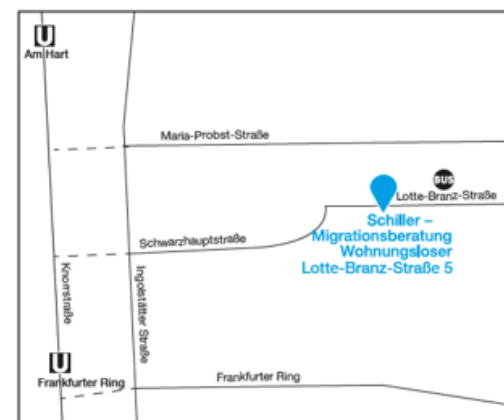 U
Am Hart
Maria-Probst-Straße
BUS
Lotte-Branz-Straße
Schiller –
Migrationsberatung
Wohnungsloser
Lotte-Branz-Straße 5
Schwarzhauptstraße
Knorrstraße
Ingolstätter Straße
U
Frankfurter Ring
Frankfurter Ring